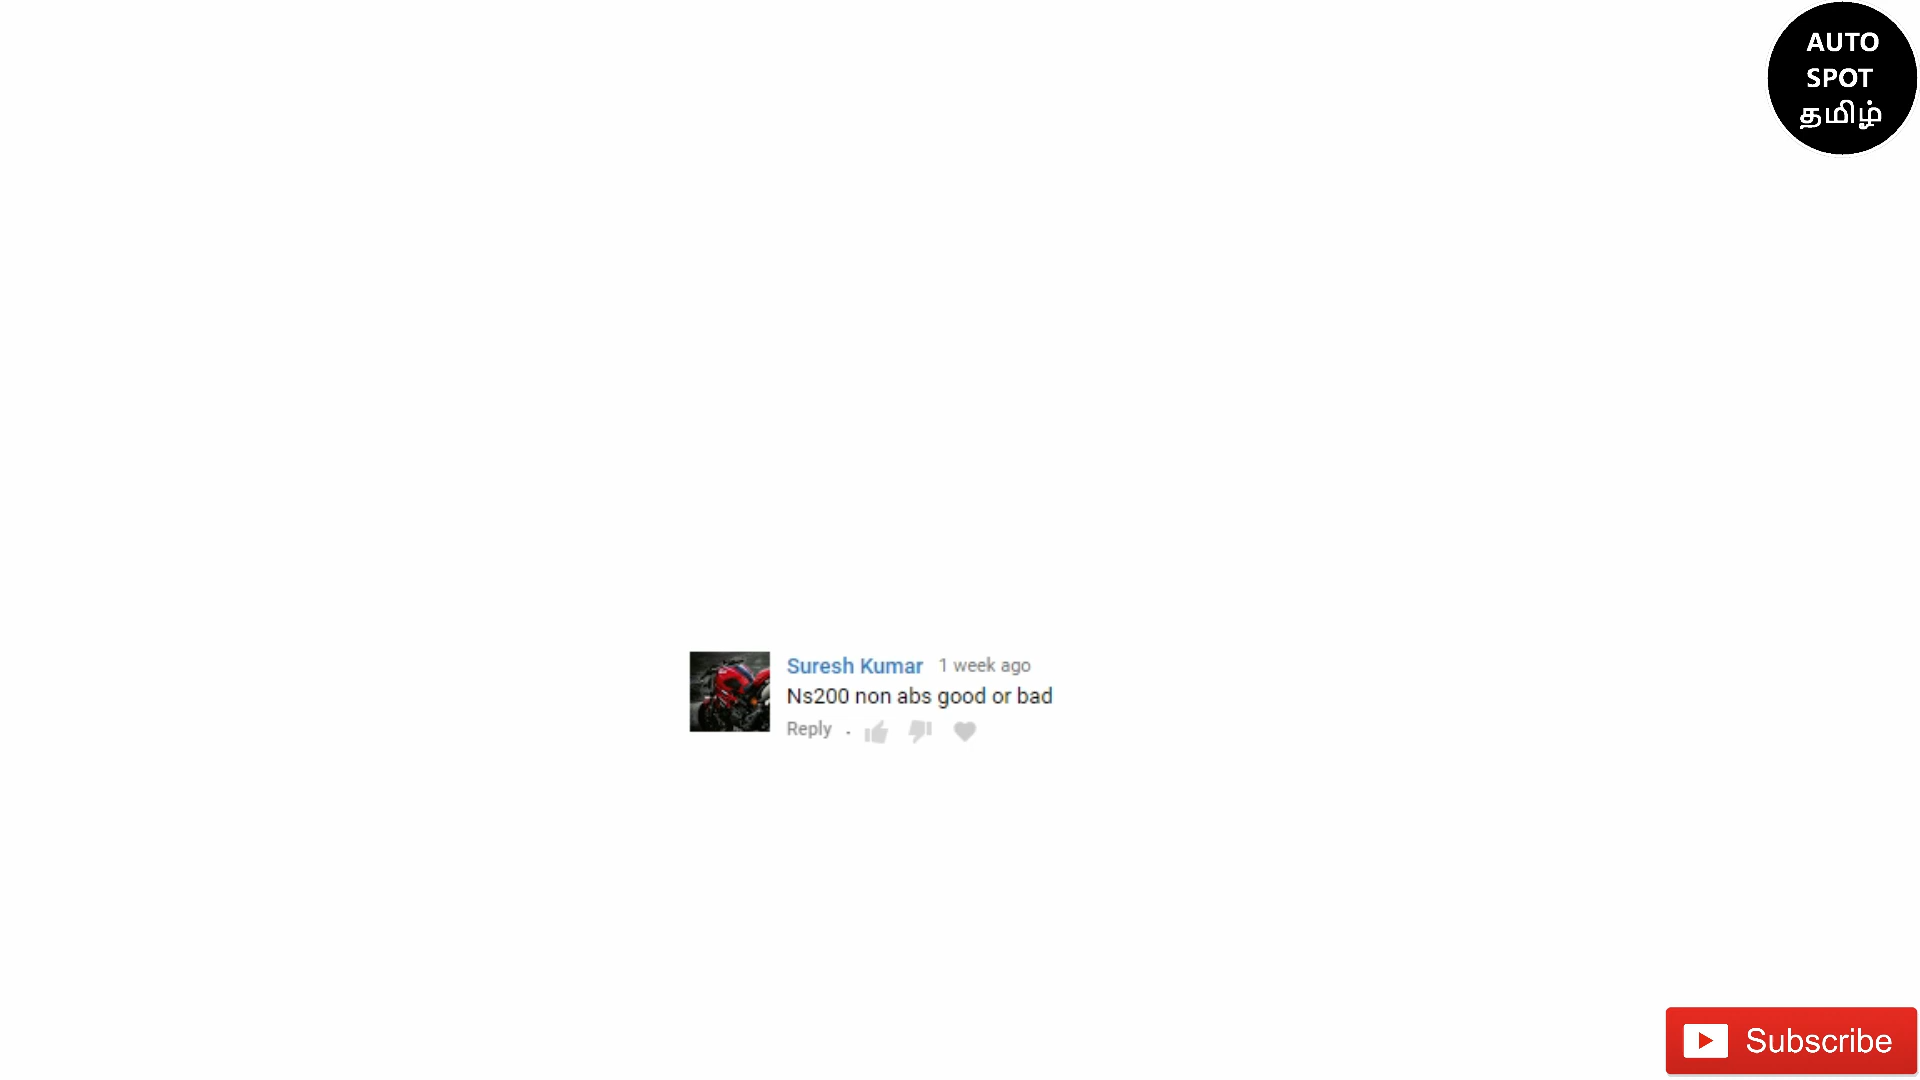 AUTO
SPOT
தமிழ்
Suresh Kumar 1 week ago
Ns200 non abs good or bad
Reply .
Subscribe